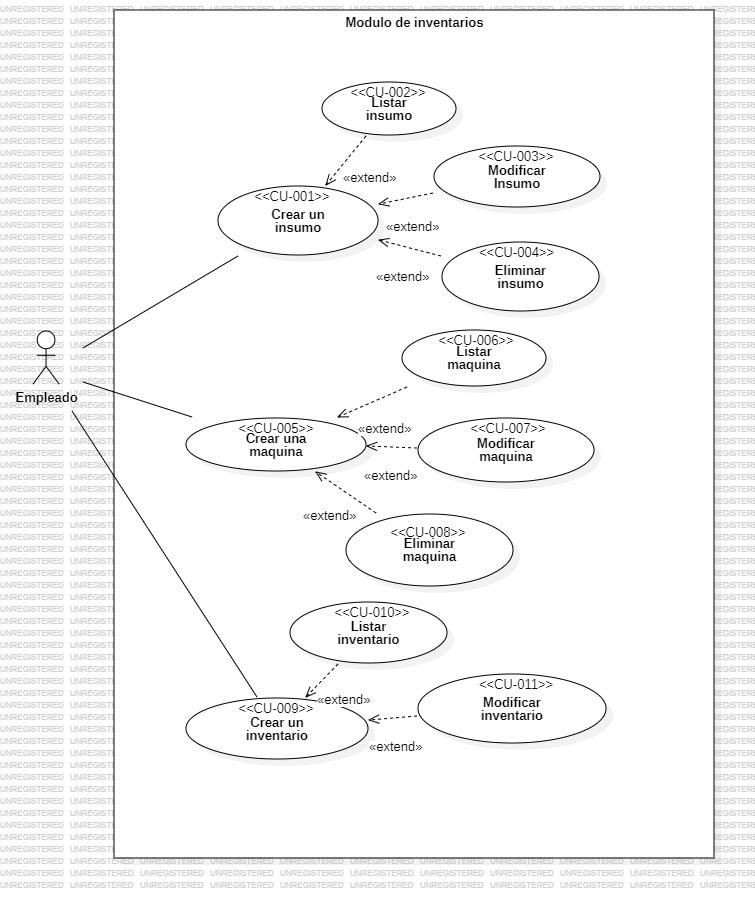 Modulo de inventarios
<<CU-002>>
Listar
insumo
<<CU-003>>
Modificar
Insumo
«extend»
<<CU-001>>
Crear un
insumo
«extend»
<<CU-004>>
Eliminar
insumo
«extend»
<<CU-006>>
Listar
maquina
Empleado
<<CU-005>>
Crear una
maquina
«extend»
<<CU-007>>
Modificar
maquina
«extend»
«extend»
<<CU-008>>
Eliminar
maquina
<<CU-010>>
Listar
inventario
<<CU-011>>
Modificar
inventario
«extend»
<<CU-009>>
Crear un
inventario
«extend»
UNREGISTERED